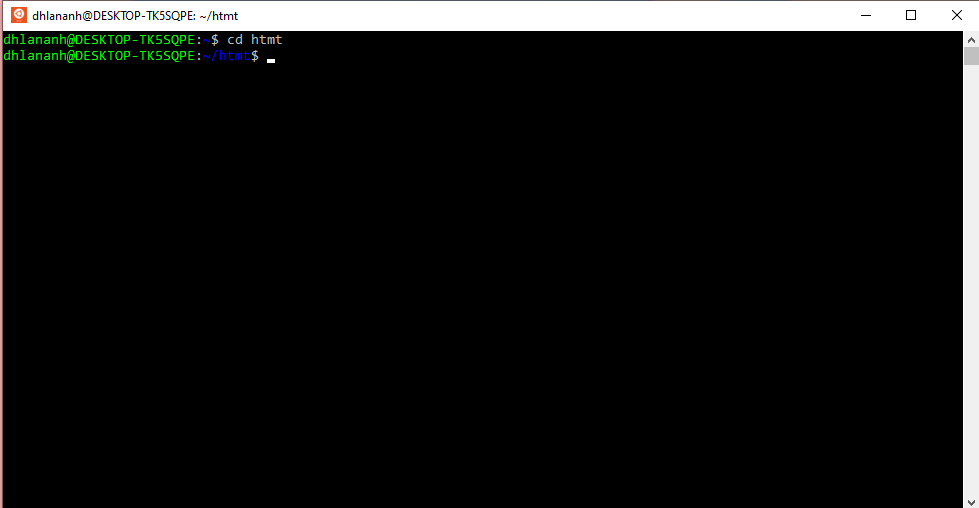 dhlananh@DESKTOP-TK5SQPE: ~/htmt
dhlananh@DESKTOP-TK5SQPE:~$ cd htmt
dhlananh@DESKTOP-TK5SQPE:~/htmt$